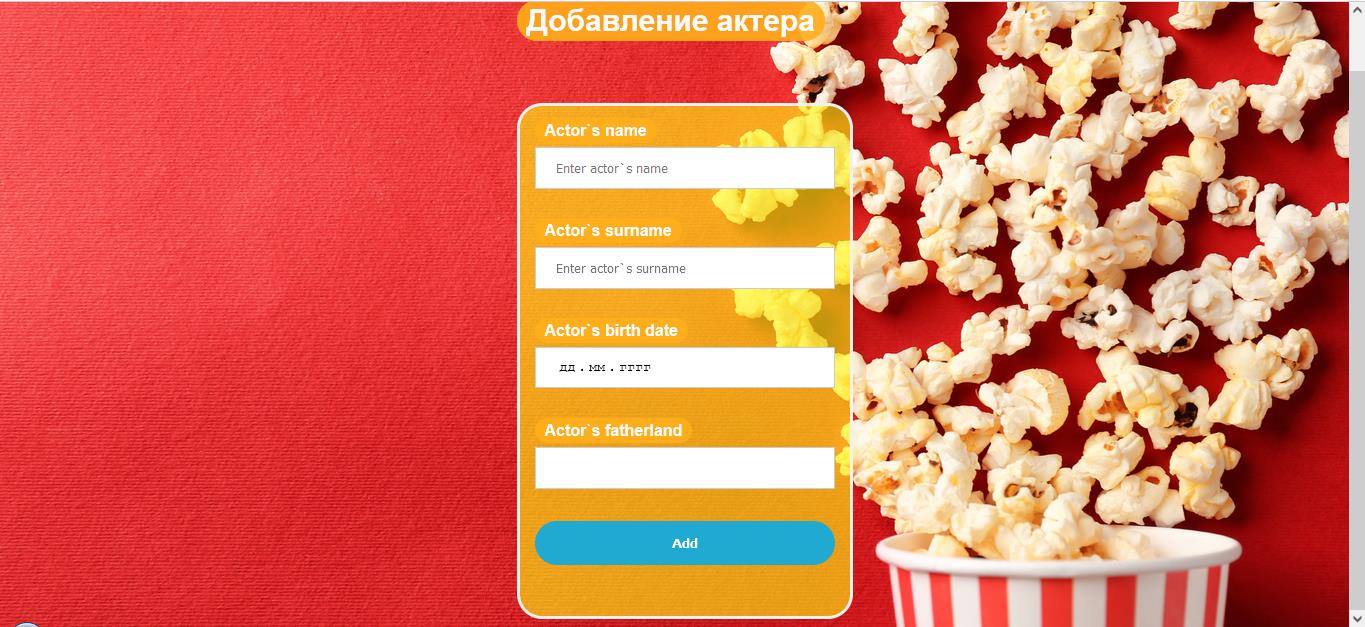 Добавление актера
Actor`s name
Enter actor`s name
Actor`s surname
Enter actor`s surname
Actor`s birth date
дд.мм.гггг
Actor`s fatherland
Add